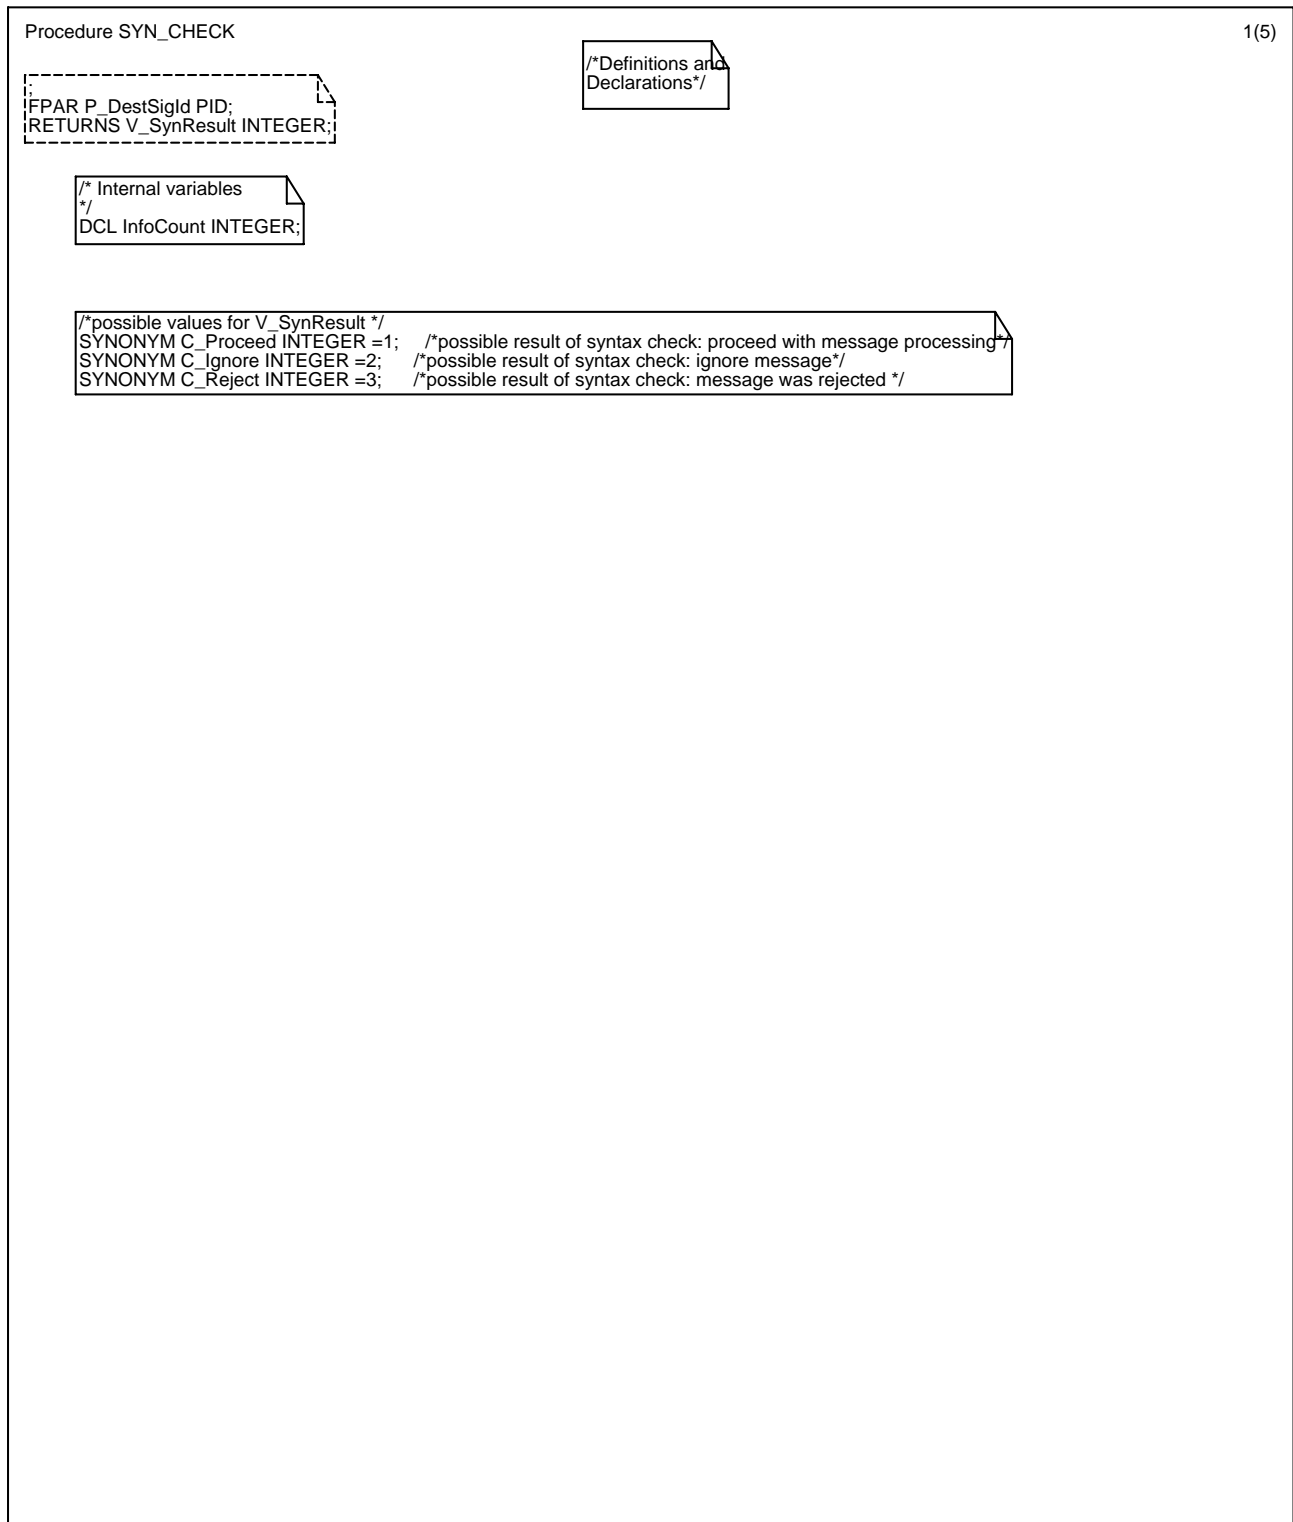 Procedure SYN_CHECK
1(5)
/*Definitions and
Declarations*/
;
FPAR P_DestSigId PID;
RETURNS V_SynResult INTEGER;
/* Internal variables
*/
DCL InfoCount INTEGER;
/*possible values for V_SynResult */
SYNONYM C_Proceed INTEGER =1; /*possible result of syntax check: proceed with message processing*/
SYNONYM C_Ignore INTEGER =2; /*possible result of syntax check: ignore message*/
SYNONYM C_Reject INTEGER =3; /*possible result of syntax check: message was rejected */